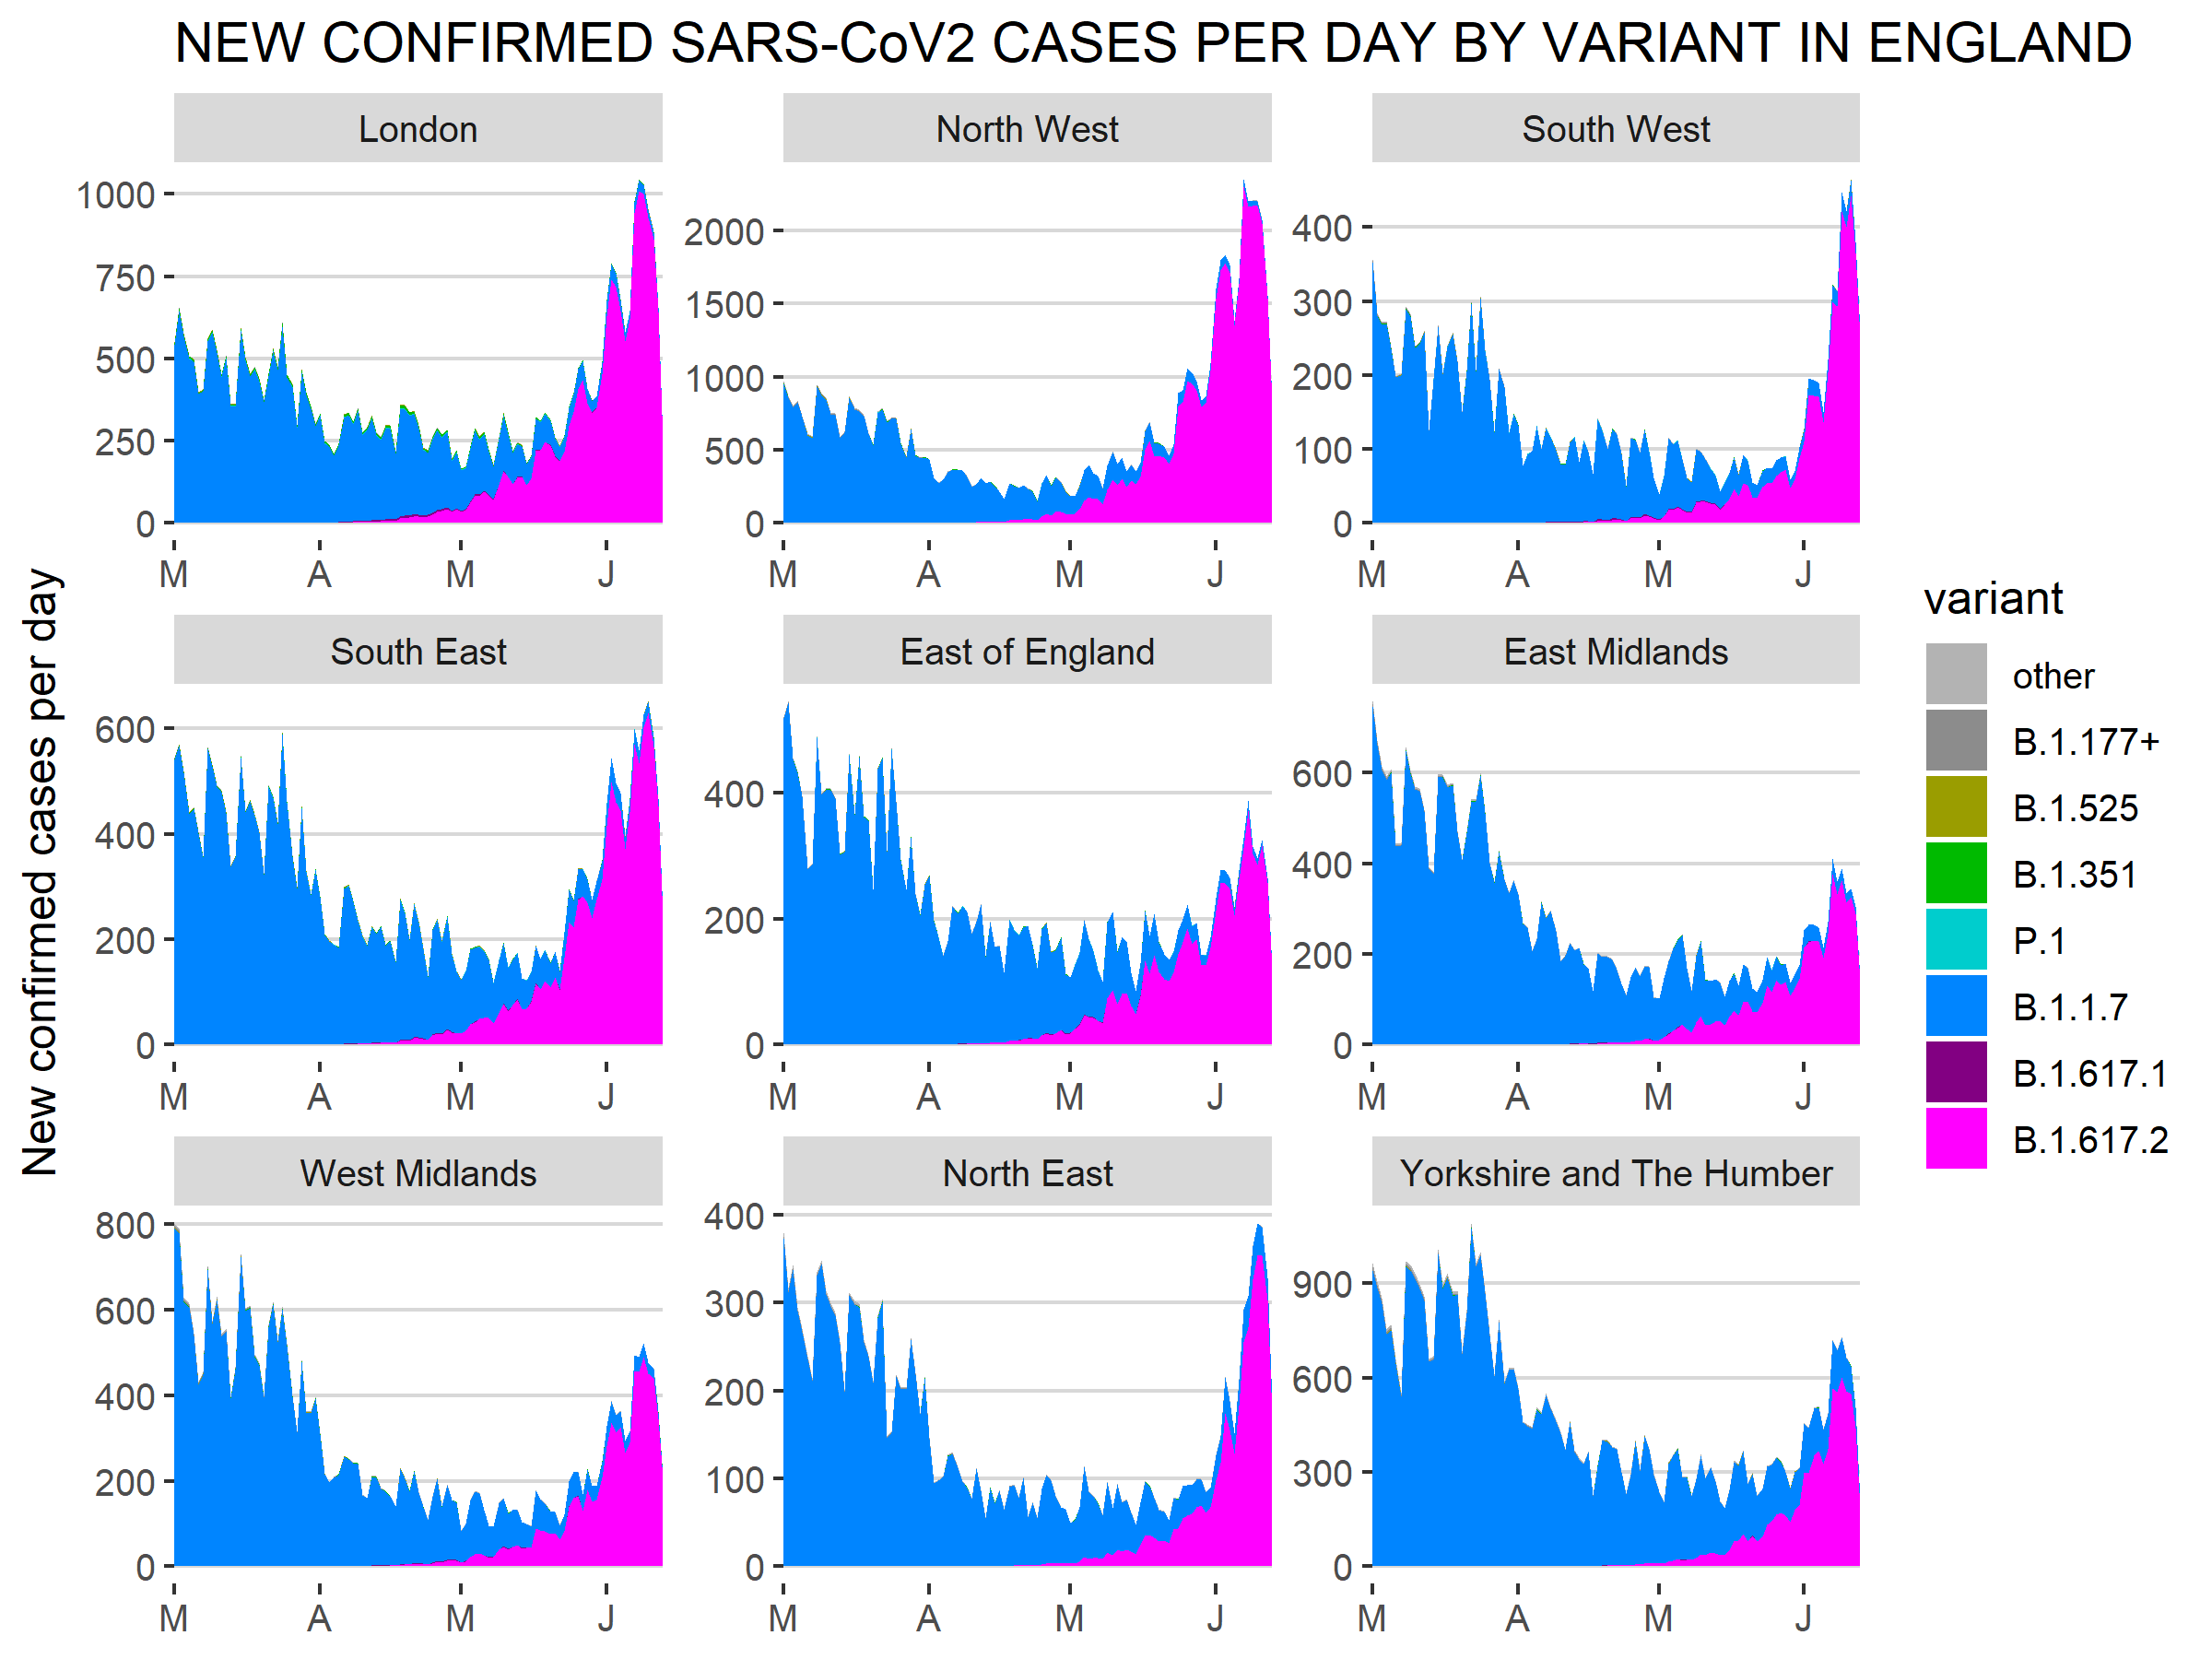 NEW CONFIRMED SARS-CoV2 CASES PER DAY BY VARIANT IN ENGLAND
New confirmed cases per day
London
1000
750
500
250
0
M A M J
North West
2000
1500
1000
500
0
M A M J
South West
400
300
200
100
0
M A M J
South East
600
400
200
0
M A M J
East of England
400
200
0
M A M J
East Midlands
600
400
200
0
M A M J
West Midlands
800
600
400
200
0
M A M J
North East
400
300
200
100
0
M A M J
Yorkshire and The Humber
900
600
300
0
M A M J
variant
other
B.1.177+
B.1.525
B.1.351
P.1
B.1.1.7
B.1.617.1
B.1.617.2